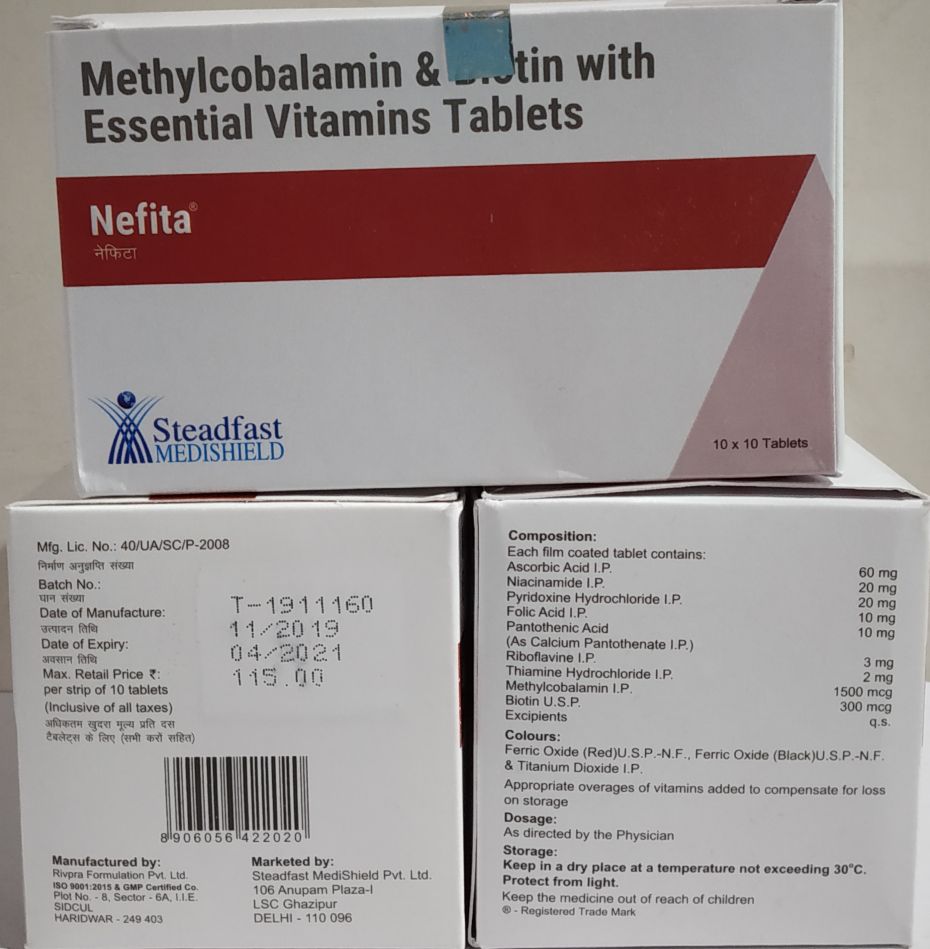 Methylcobalamin & with
Essential Vitamins Tablets
Nefita®
नेफिटा
Steadfast
MEDISHIELD
10 x 10 Tablets
Mfg. Lic. No.: 40/UA/SC/P-2008
निर्माण अनुज्ञप्ति संख्या
Batch No.:
घान संख्या
T-1911160
Date of Manufacture:
उत्पादन तिथि
11/2019
Date of Expiry:
अवसान तिथि
04/2021
Max. Retail Price ₹:
115.00
per strip of 10 tablets
(Inclusive of all taxes)
अधिकतम खुदरा मूल्य प्रति दस
टैबलेट्स के लिए (सभी करों सहित)
8 906056 422020
Manufactured by:
Rivpra Formulation Pvt. Ltd.
ISO 9001:2015 & GMP Certified Co.
Plot No. - 8, Sector - 6A, I.I.E.
SIDCUL
HARIDWAR - 249 403
Marketed by:
Steadfast MediShield Pvt. Ltd.
106 Anupam Plaza-I
LSC Ghazipur
DELHI - 110 096
Composition:
Each film coated tablet contains:
Ascorbic Acid I.P. 60 mg
Niacinamide I.P. 20 mg
Pyridoxine Hydrochloride I.P. 20 mg
Folic Acid I.P. 10 mg
Pantothenic Acid 10 mg
(As Calcium Pantothenate I.P.)
Riboflavine I.P. 3 mg
Thiamine Hydrochloride I.P. 2 mg
Methylcobalamin I.P. 1500 mcg
Biotin U.S.P. 300 mcg
Excipients q.s.
Colours:
Ferric Oxide (Red)U.S.P.-N.F., Ferric Oxide (Black)U.S.P.-N.F.
& Titanium Dioxide I.P.
Appropriate overages of vitamins added to compensate for loss
on storage
Dosage:
As directed by the Physician
Storage:
Keep in a dry place at a temperature not exceeding 30°C.
Protect from light.
Keep the medicine out of reach of children
® - Registered Trade Mark